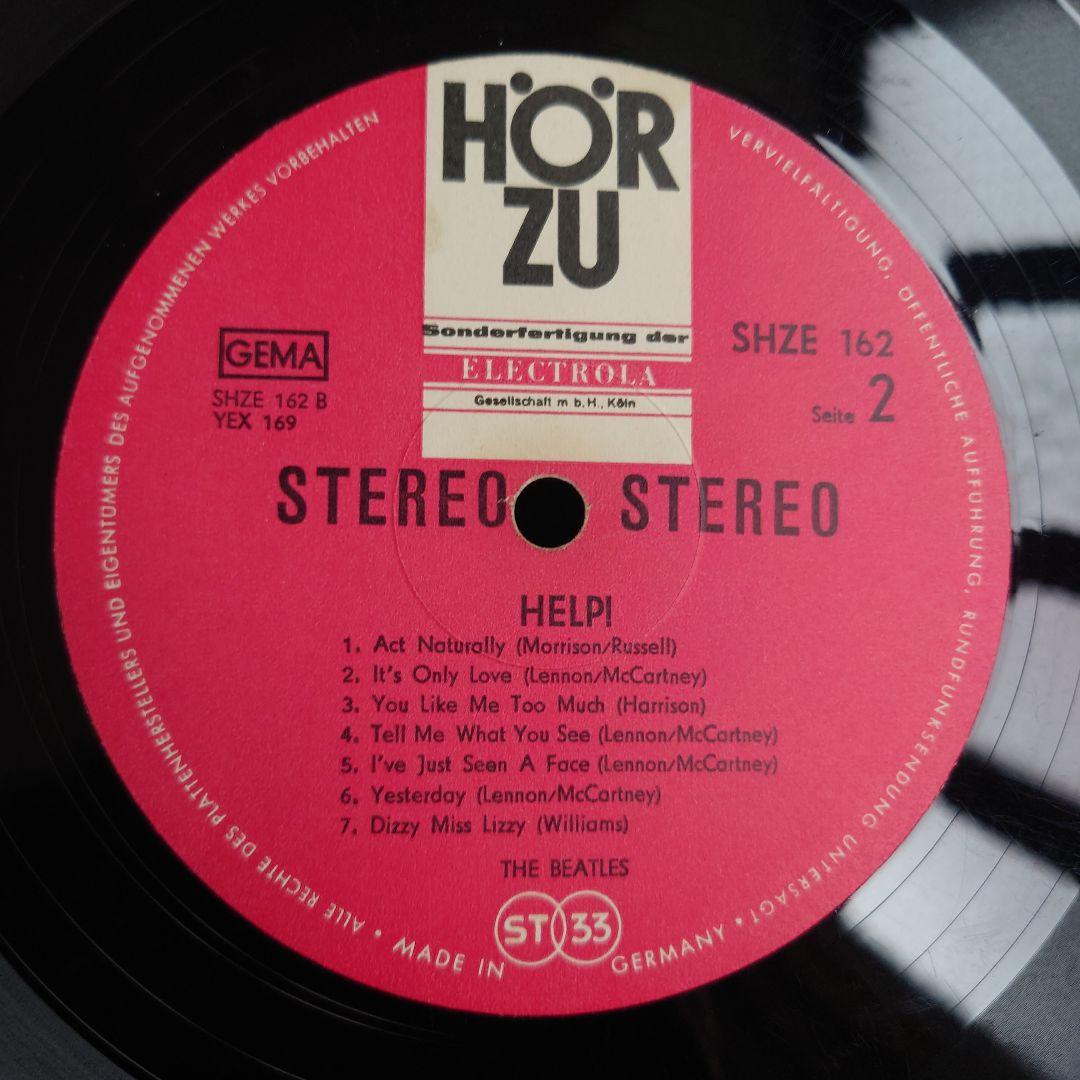 HÖR
ZU
Sonderfertigung der
ELECTROLA
Gesellschaft m b.H., Köln
GEMA
SHZE 162 B
YEX 169
SHZE 162
Seite 2
STEREO STEREO
HELP!
1. Act Naturally (Morrison/Russell)
2. It's Only Love (Lennon/McCartney)
3. You Like Me Too Much (Harrison)
4. Tell Me What You See (Lennon/McCartney)
5. I've Just Seen A Face (Lennon/McCartney)
6. Yesterday (Lennon/McCartney)
7. Dizzy Miss Lizzy (Williams)
THE BEATLES
ST 33
ALLE RECHTE DES PLATTENHERSTELLERS UND EIGENTÜMERS DES AUFGENOMMENEN WERKES VORBEHALTEN
VERVIELFÄLTIGUNG, ÖFFENTLICHE AUFFÜHRUNG, RUNDFUNKSENDUNG UNTERSAGT •
• MADE IN GERMANY